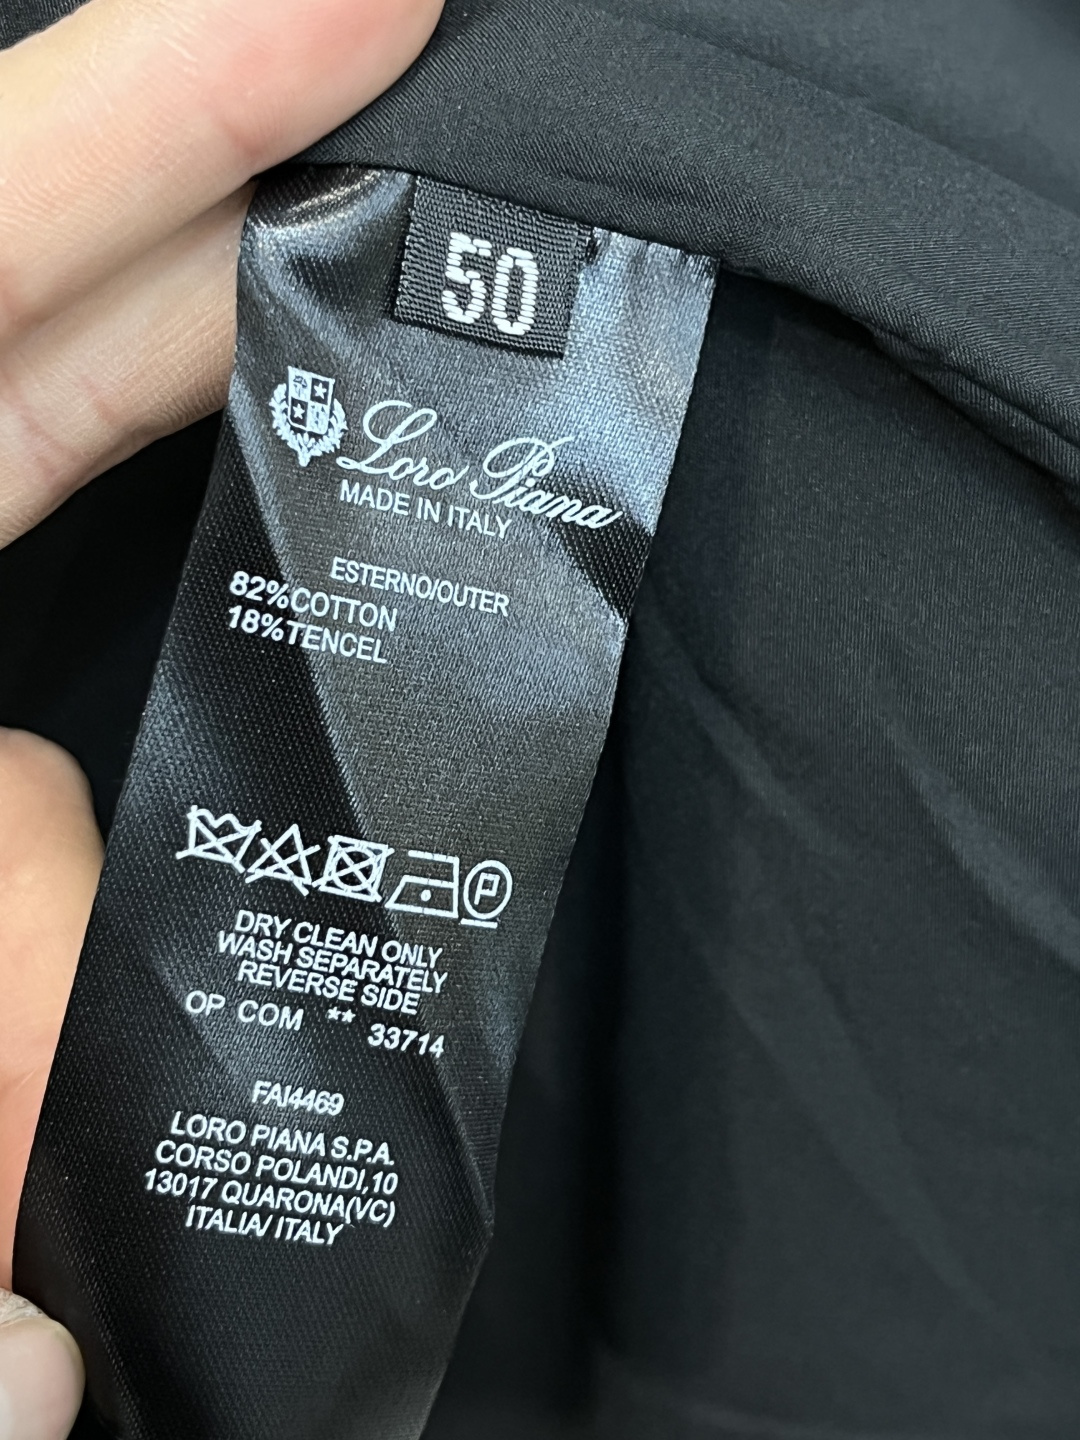 50
Loro Piana
MADE IN ITALY
ESTERNO/OUTER
82%COTTON
18%TENCEL
P
DRY CLEAN ONLY
WASH SEPARATELY
REVERSE SIDE
OP COM ** 33714
FAI4469
LORO PIANA S.P.A.
CORSO POLANDI,10
13017 QUARONA(VC)
ITALIA/ ITALY